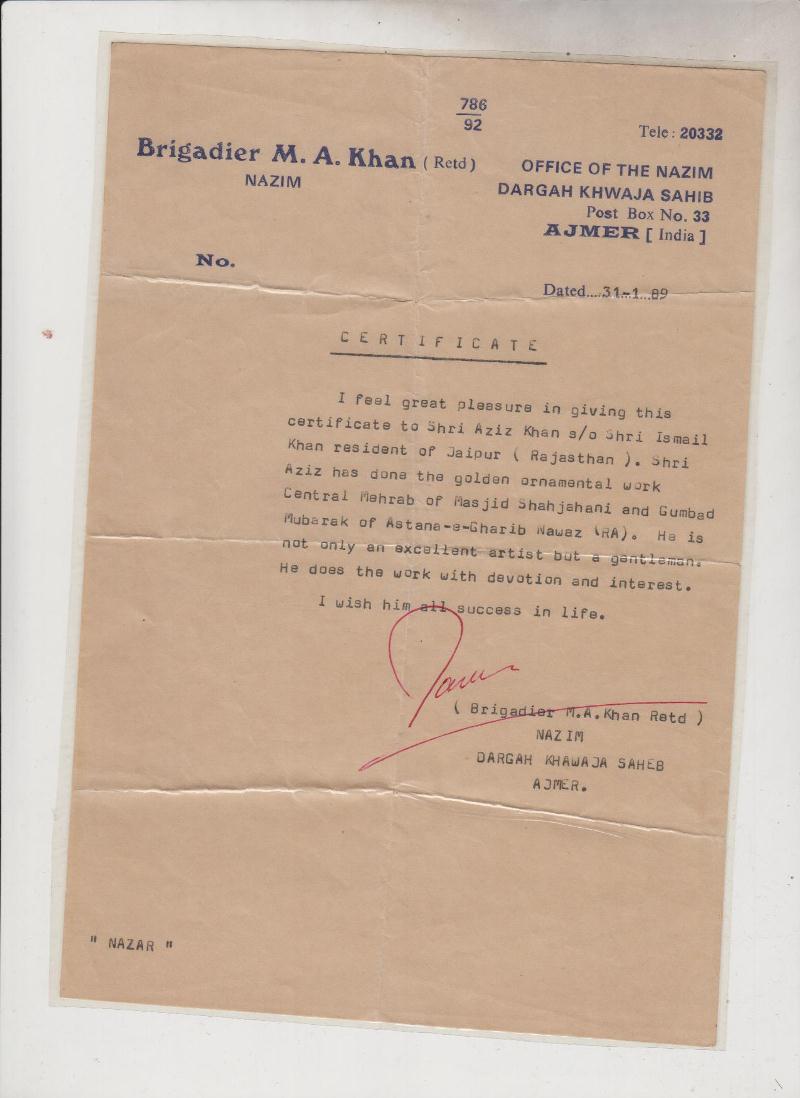 786
92
Tele : 20332
Brigadier M. A. Khan ( Retd )
NAZIM
OFFICE OF THE NAZIM
DARGAH KHWAJA SAHIB
Post Box No. 33
AJMER [ India ]
No.
Dated....31-1...89
CERTIFICATE
I feel great pleasure in giving this
certificate to Shri Aziz Khan s/o Shri Ismail
Khan resident of Jaipur ( Rajasthan ). Shri
Aziz has done the golden ornamental work
Central Mehrab of Masjid Shahjahani and Gumbad
Mubarak of Astana-e-Gharib Nawaz (RA). He is
not only an excellent artist but a gentleman.
He does the work with devotion and interest.
I wish him all success in life.
( Brigadier M.A.Khan Retd )
NAZIM
DARGAH KHAWAJA SAHEB
AJMER.
" NAZAR "